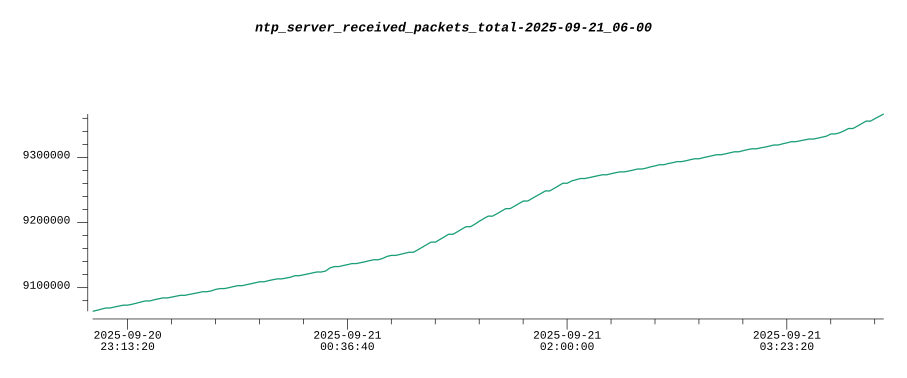 ntp_server_received_packets_total-2025-09-21_06-00
9300000
9200000
9100000
2025-09-20 2025-09-21 2025-09-21 2025-09-21
23:13:20 00:36:40 02:00:00 03:23:20